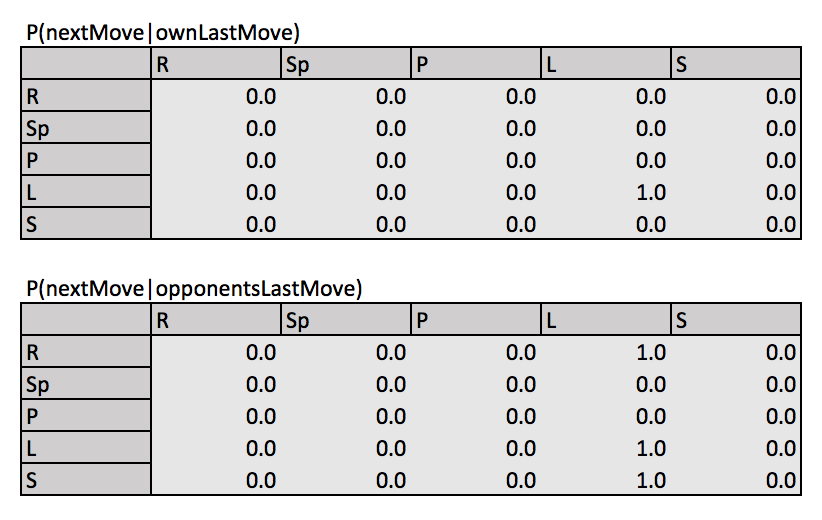 P(nextMove|ownLastMove)
R Sp P L S
R 0.0 0.0 0.0 0.0 0.0
Sp 0.0 0.0 0.0 0.0 0.0
P 0.0 0.0 0.0 0.0 0.0
L 0.0 0.0 0.0 1.0 0.0
S 0.0 0.0 0.0 0.0 0.0
P(nextMove|opponentsLastMove)
R Sp P L S
R 0.0 0.0 0.0 1.0 0.0
Sp 0.0 0.0 0.0 0.0 0.0
P 0.0 0.0 0.0 0.0 0.0
L 0.0 0.0 0.0 1.0 0.0
S 0.0 0.0 0.0 1.0 0.0